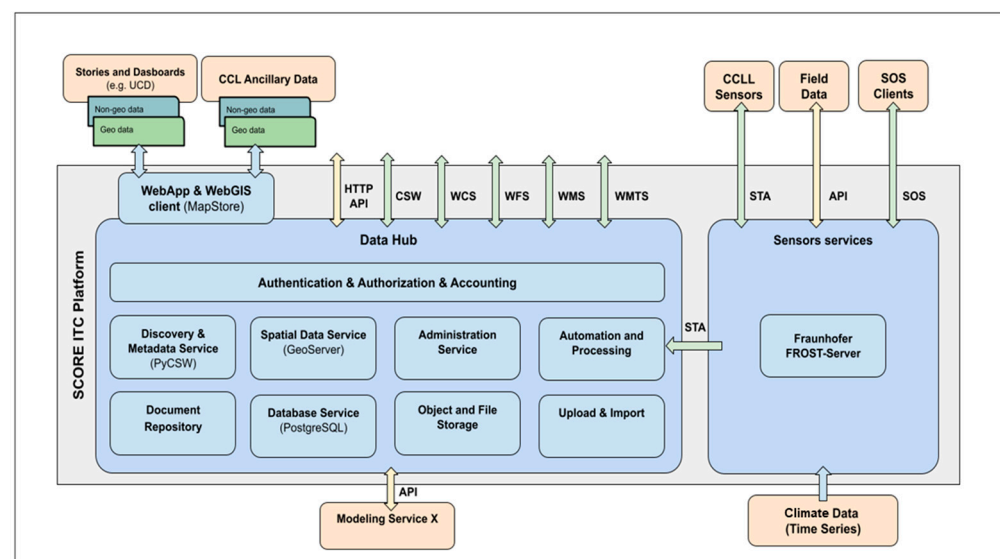 Stories and Dasboards
(e.g. UCD)
Non-geo data
Geo data
CCL Ancillary Data
Non-geo data
Geo data
CCLL
Sensors
Field
Data
SOS
Clients
WebApp & WebGIS
client (MapStore)
HTTP
API
CSW
WCS
WFS
WMS
WMTS
STA
API
SOS
SCORE ITC Platform
Data Hub
Authentication & Authorization & Accounting
Discovery &
Metadata Service
(PyCSW)
Spatial Data Service
(GeoServer)
Administration
Service
Automation and
Processing
Document
Repository
Database Service
(PostgreSQL)
Object and File
Storage
Upload & Import
STA
Sensors services
Fraunhofer
FROST-Server
API
Modeling Service X
Climate Data
(Time Series)